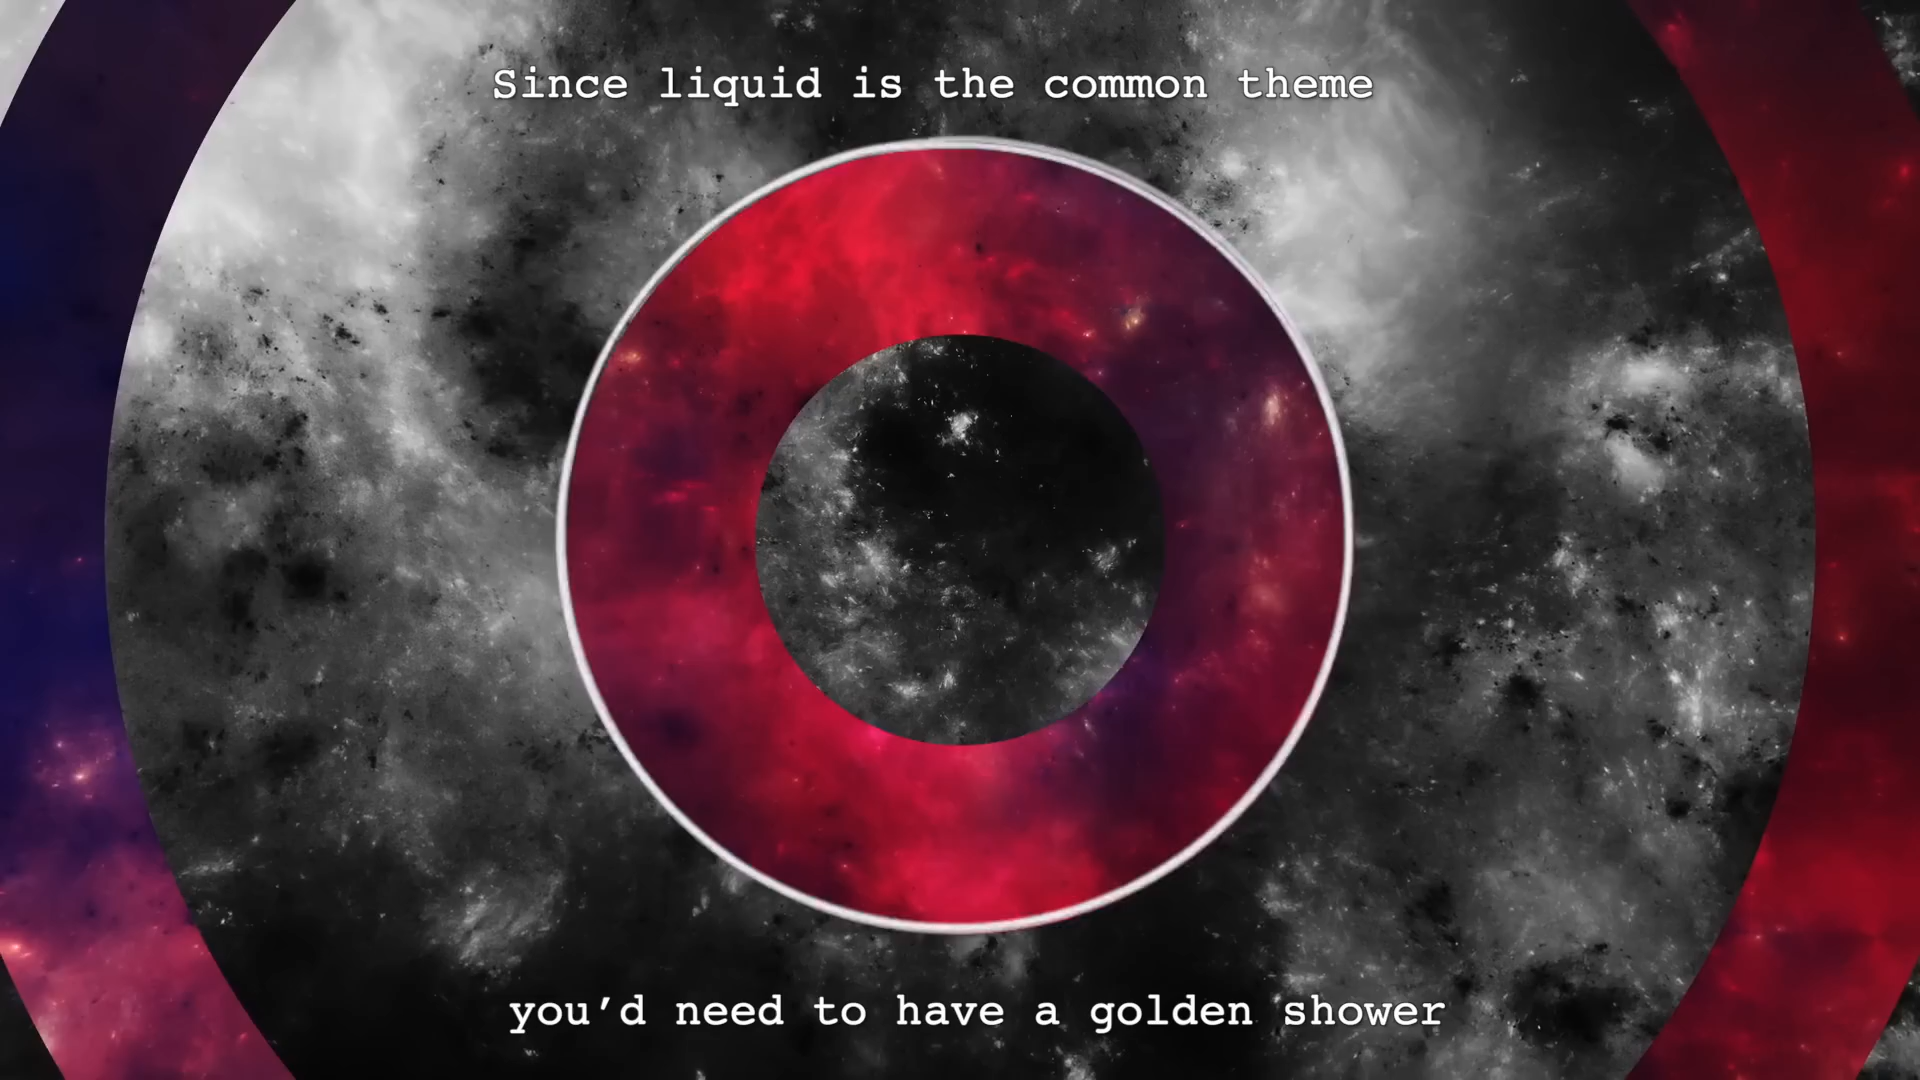 Since liquid is the common theme
you’d need to have a golden shower